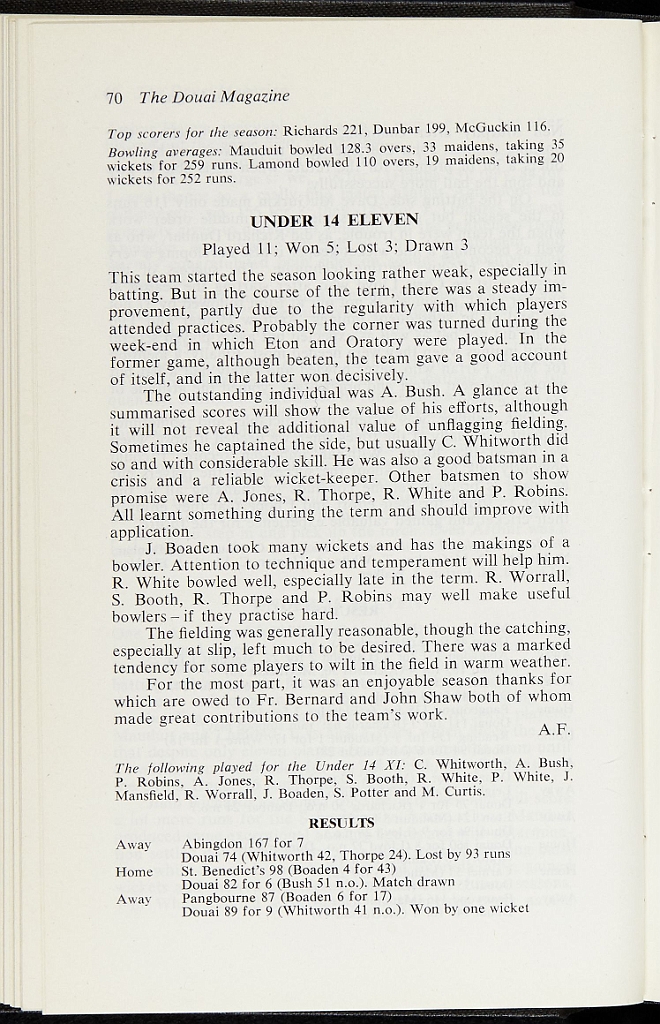 70 The Douai Magazine
Top scorers for the season: Richards 221, Dunbar 199, McGuckin 116.
Bowling averages: Mauduit bowled 128.3 overs, 33 maidens, taking 35
wickets for 259 runs. Lamond bowled 110 overs, 19 maidens, taking 20
wickets for 252 runs.
UNDER 14 ELEVEN
Played 11; Won 5; Lost 3; Drawn 3
This team started the season looking rather weak, especially in
batting. But in the course of the term, there was a steady im-
provement, partly due to the regularity with which players
attended practices. Probably the corner was turned during the
week-end in which Eton and Oratory were played. In the
former game, although beaten, the team gave a good account
of itself, and in the latter won decisively.
The outstanding individual was A. Bush. A glance at the
summarised scores will show the value of his efforts, although
it will not reveal the additional value of unflagging fielding.
Sometimes he captained the side, but usually C. Whitworth did
so and with considerable skill. He was also a good batsman in a
crisis and a reliable wicket-keeper. Other batsmen to show
promise were A. Jones, R. Thorpe, R. White and P. Robins.
All learnt something during the term and should improve with
application.
J. Boaden took many wickets and has the makings of a
bowler. Attention to technique and temperament will help him.
R. White bowled well, especially late in the term. R. Worrall,
S. Booth, R. Thorpe and P. Robins may well make useful
bowlers – if they practise hard.
The fielding was generally reasonable, though the catching,
especially at slip, left much to be desired. There was a marked
tendency for some players to wilt in the field in warm weather.
For the most part, it was an enjoyable season thanks for
which are owed to Fr. Bernard and John Shaw both of whom
made great contributions to the team's work.
A.F.
The following played for the Under 14 XI: C. Whitworth, A. Bush,
P. Robins, A. Jones, R. Thorpe, S. Booth, R. White, P. White, J.
Mansfield, R. Worrall, J. Boaden, S. Potter and M. Curtis.
RESULTS
Away Abingdon 167 for 7
Douai 74 (Whitworth 42, Thorpe 24). Lost by 93 runs
Home St. Benedict's 98 (Boaden 4 for 43)
Douai 82 for 6 (Bush 51 n.o.). Match drawn
Away Pangbourne 87 (Boaden 6 for 17)
Douai 89 for 9 (Whitworth 41 n.o.). Won by one wicket